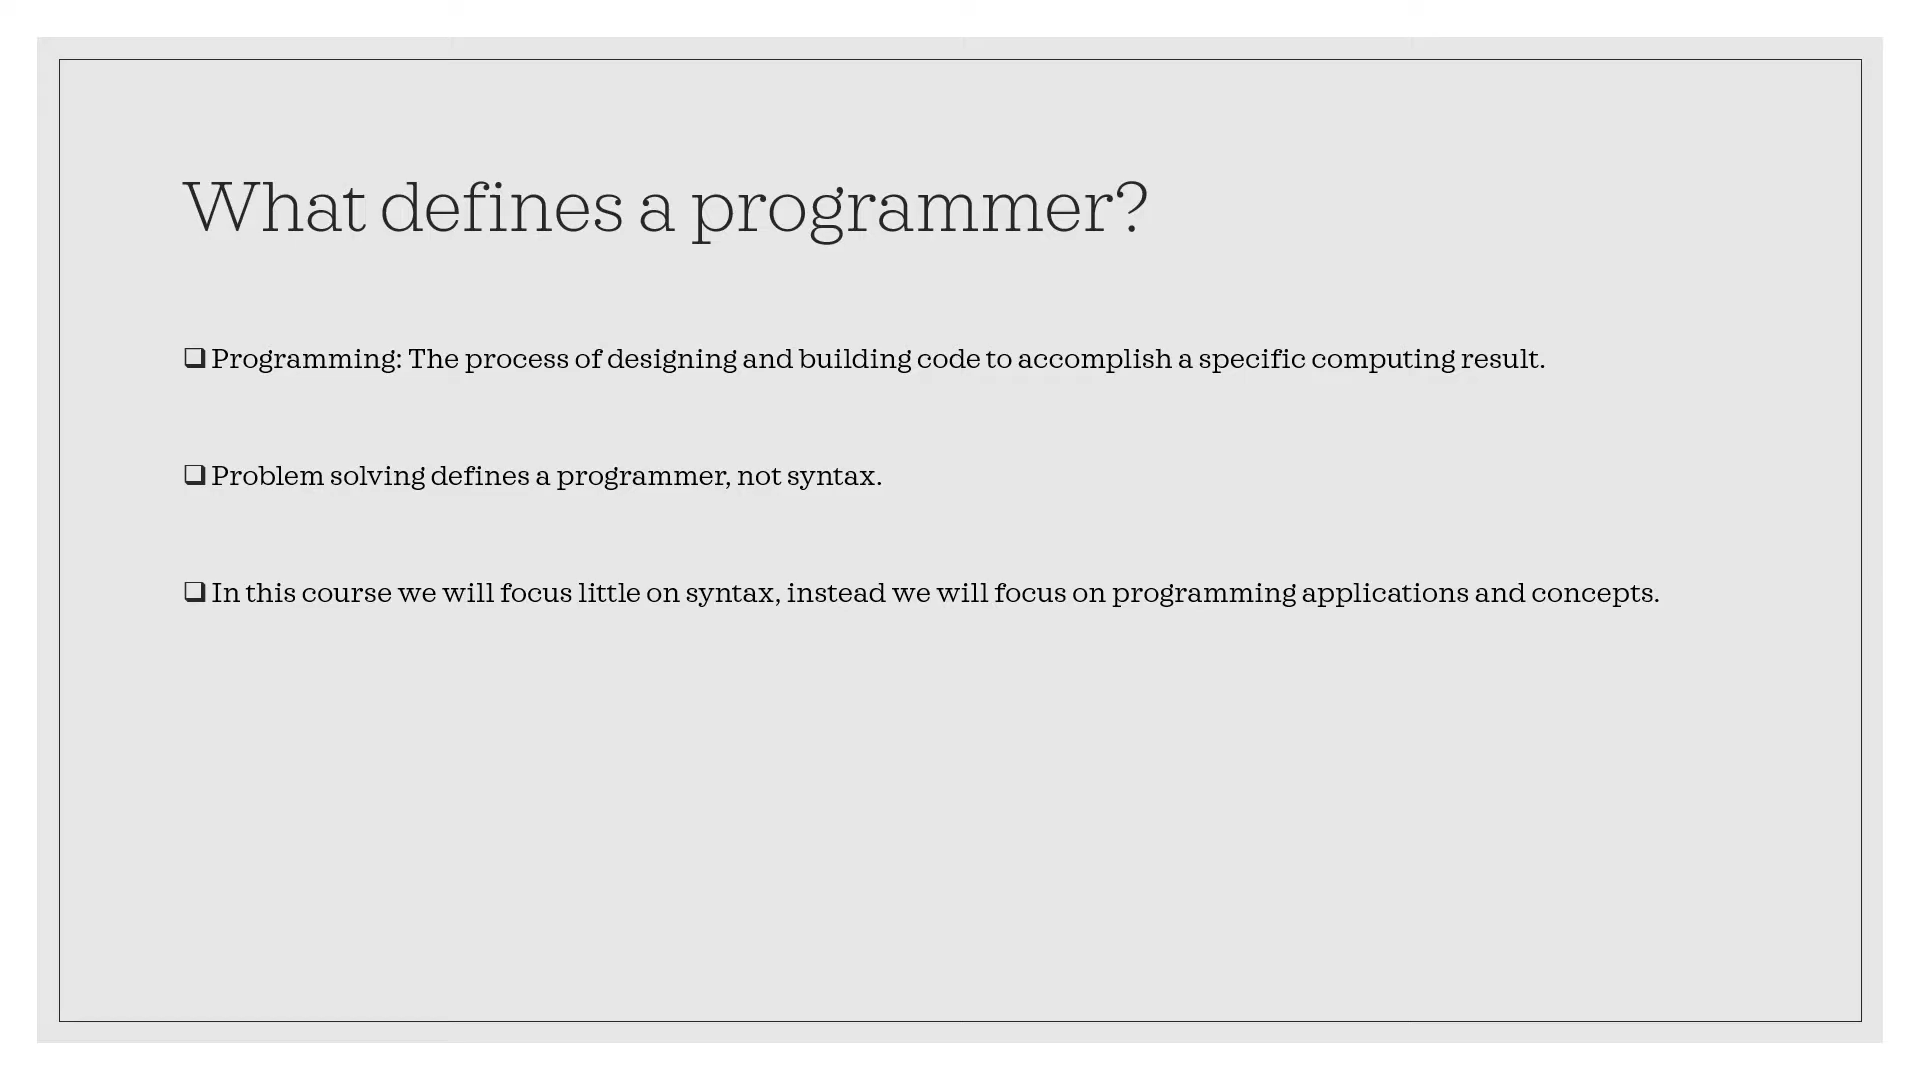 What defines a programmer?
❑ Programming: The process of designing and building code to accomplish a specific computing result.
❑ Problem solving defines a programmer, not syntax.
❑ In this course we will focus little on syntax, instead we will focus on programming applications and concepts.